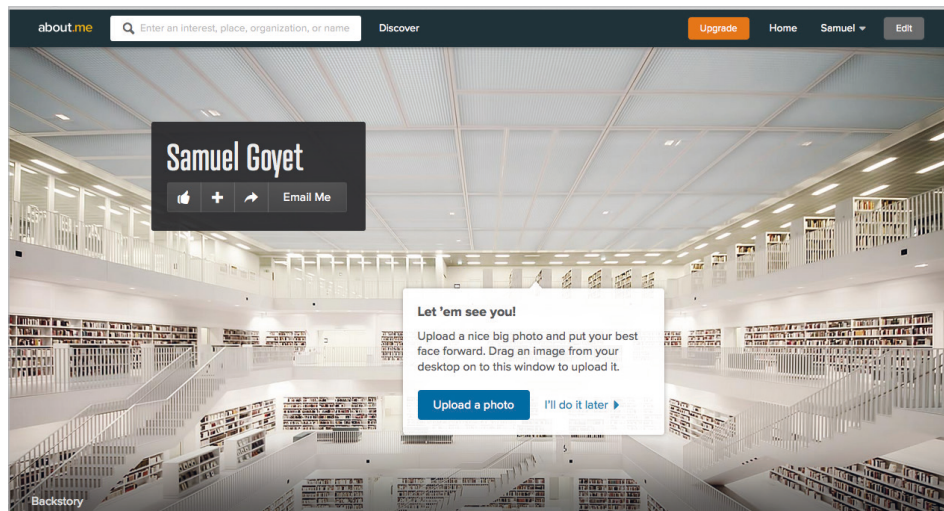 about.me
Enter an interest, place, organization, or name
Discover
Upgrade
Home
Samuel
Edit
Samuel Goyet
Email Me
Let 'em see you!
Upload a nice big photo and put your best
face forward. Drag an image from your
desktop on to this window to upload it.
Upload a photo
I'll do it later
Backstory